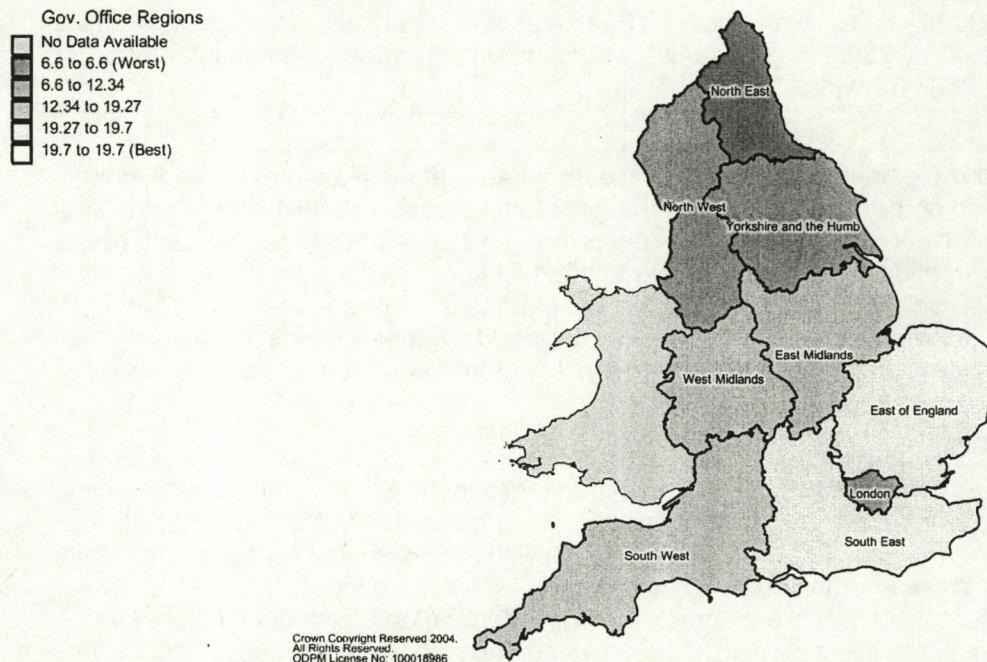 Gov. Office Regions
No Data Available
6.6 to 6.6 (Worst)
6.6 to 12.34
12.34 to 19.27
19.27 to 19.7
19.7 to 19.7 (Best)
North East
North West
Yorkshire and the Humb
East Midlands
West Midlands
East of England
London
South East
South West
Crown Copyright Reserved 2004.
All Rights Reserved.
ODPM License No: 100018986